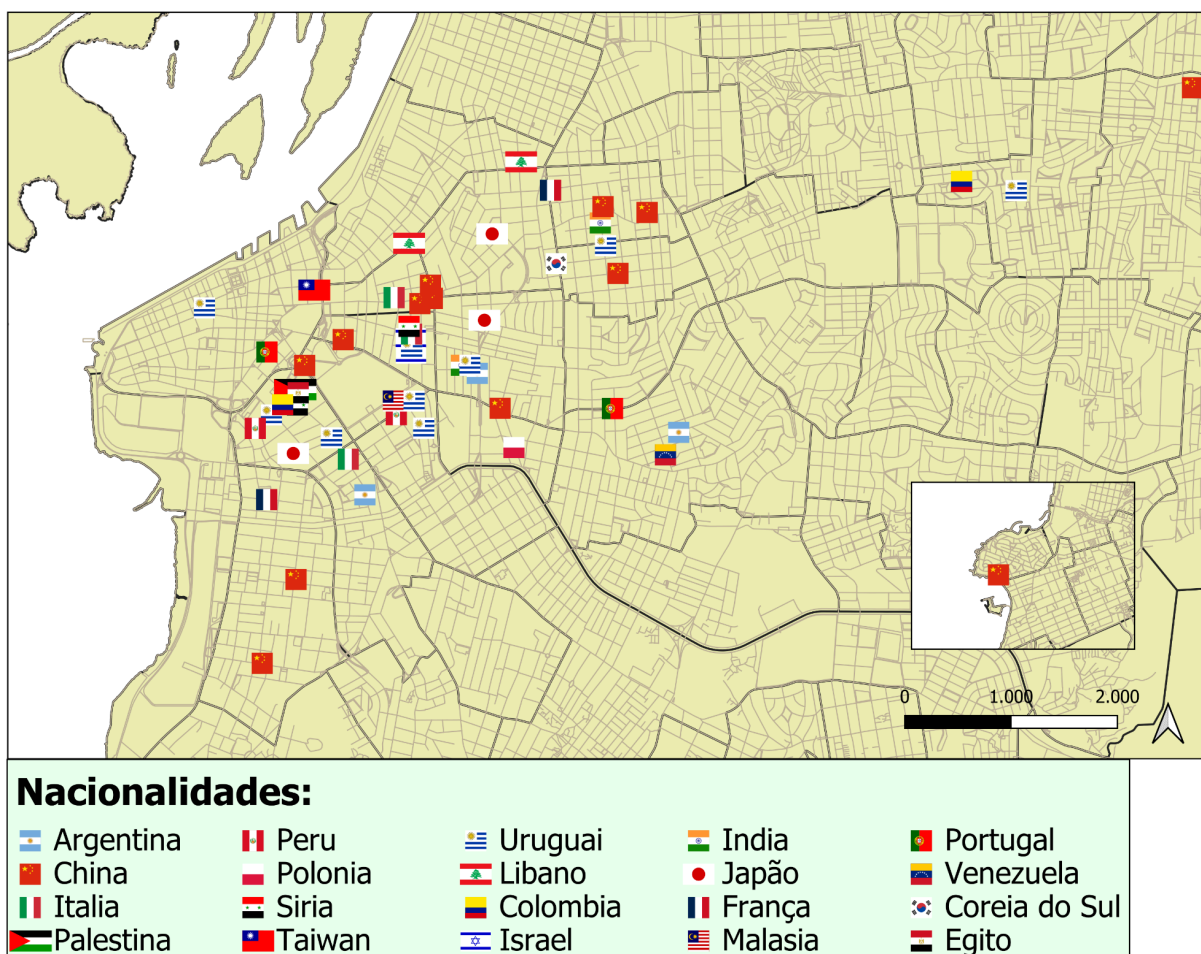 0 1.000 2.000
Nacionalidades:
Argentina Peru Uruguai India Portugal
China Polonia Libano Japão Venezuela
Italia Siria Colombia França Coreia do Sul
Palestina Taiwan Israel Malasia Egito